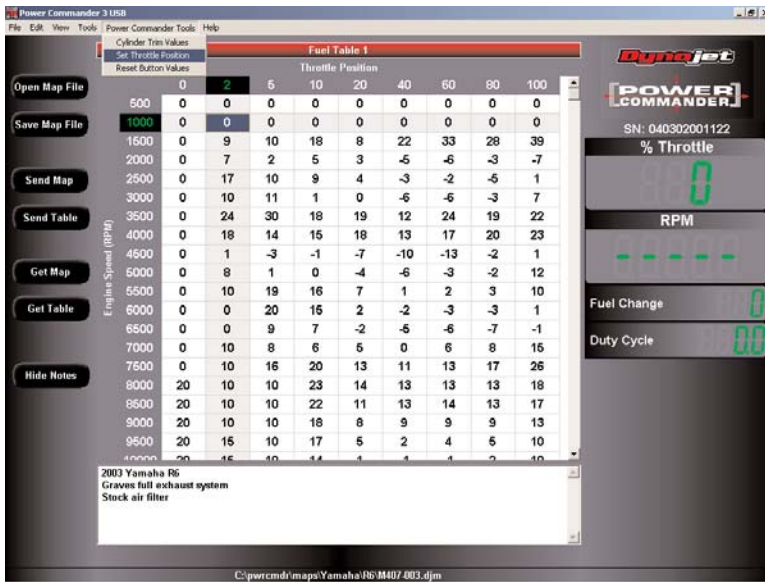 Power Commander 3 USB
File Edit View Tools Power Commander Tools Help
Cylinder Trim Values
Set Throttle Position
Reset Button Values
Fuel Table 1
Throttle Position
0 2 5 10 20 40 60 80 100
Engine Speed (RPM)
500 0 0 0 0 0 0 0 0 0
1000 0 0 0 0 0 0 0 0 0
1500 0 9 10 18 8 22 33 28 39
2000 0 7 2 5 3 -5 -6 -3 -7
2500 0 17 10 9 4 -3 -2 -5 1
3000 0 10 11 1 0 -6 -6 -3 7
3500 0 24 30 18 19 12 24 19 22
4000 0 18 14 15 18 13 17 20 23
4500 0 1 -3 -1 -7 -10 -13 -2 1
5000 0 8 1 0 -4 -6 -3 -2 12
5500 0 10 19 16 7 1 2 3 10
6000 0 0 20 15 2 -2 -3 -3 1
6500 0 0 9 7 -2 -5 -6 -7 -1
7000 0 10 8 6 5 0 6 8 15
7500 0 10 16 20 13 11 13 17 26
8000 20 10 10 23 14 13 13 13 18
8500 20 10 10 22 11 13 14 13 17
9000 20 10 10 18 8 9 9 9 13
9500 20 15 10 17 5 2 4 5 10
Open Map File
Save Map File
Send Map
Send Table
Get Map
Get Table
Hide Notes
Dynojet
POWER
COMMANDER
SN: 040302001122
% Throttle
0
RPM
-----
Fuel Change 0
Duty Cycle 0.0
2003 Yamaha R6
Graves full exhaust system
Stock air filter
C:\pwrcmdr\maps\Yamaha\R6\M407-003.djm